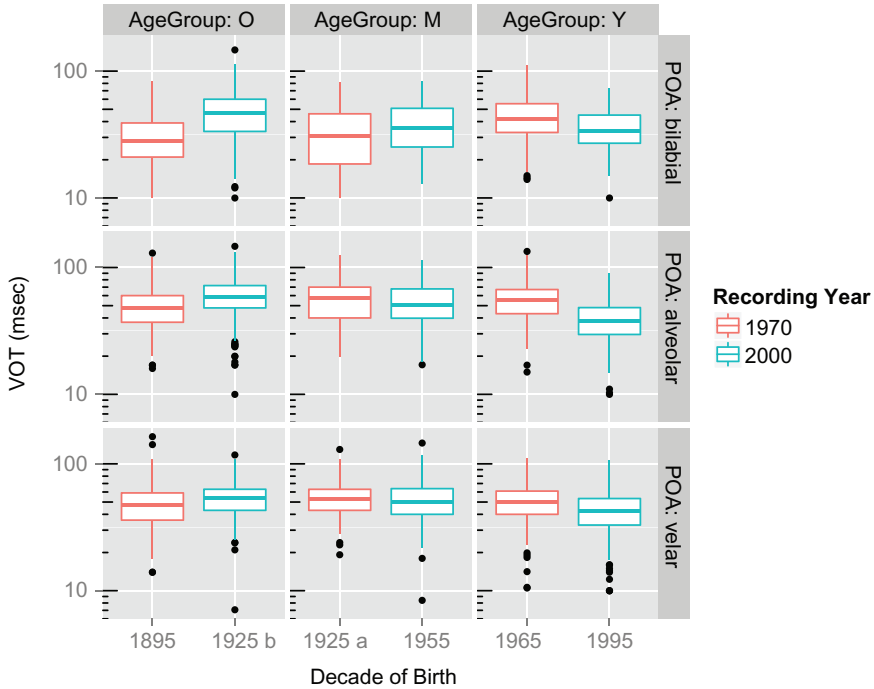 AgeGroup: O
AgeGroup: M
AgeGroup: Y
POA: bilabial
POA: alveolar
POA: velar
100
10
100
10
100
10
VOT (msec)
1895
1925 b
1925 a
1955
1965
1995
Decade of Birth
Recording Year
1970
2000